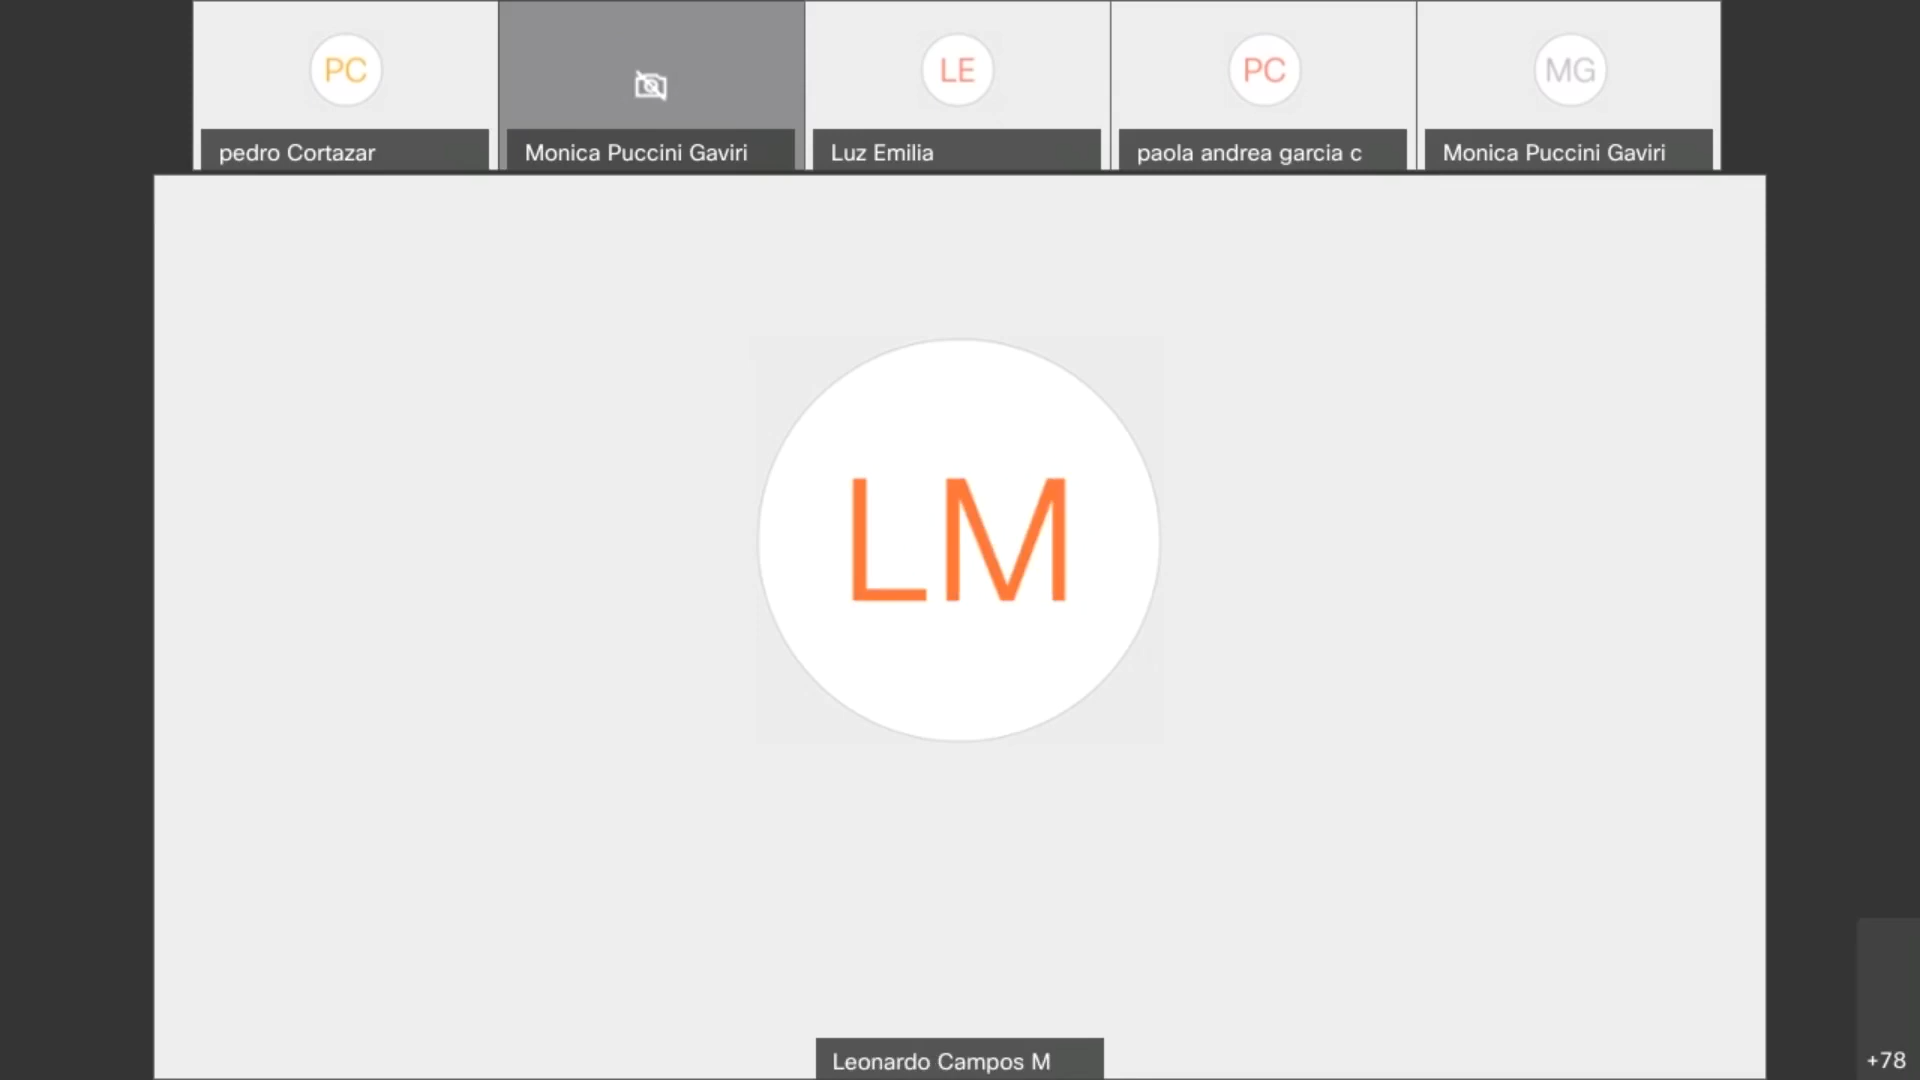 PC
LE
PC
MG
pedro Cortazar
Monica Puccini Gaviri
Luz Emilia
paola andrea garcia c
Monica Puccini Gaviri
LM
Leonardo Campos M
+78